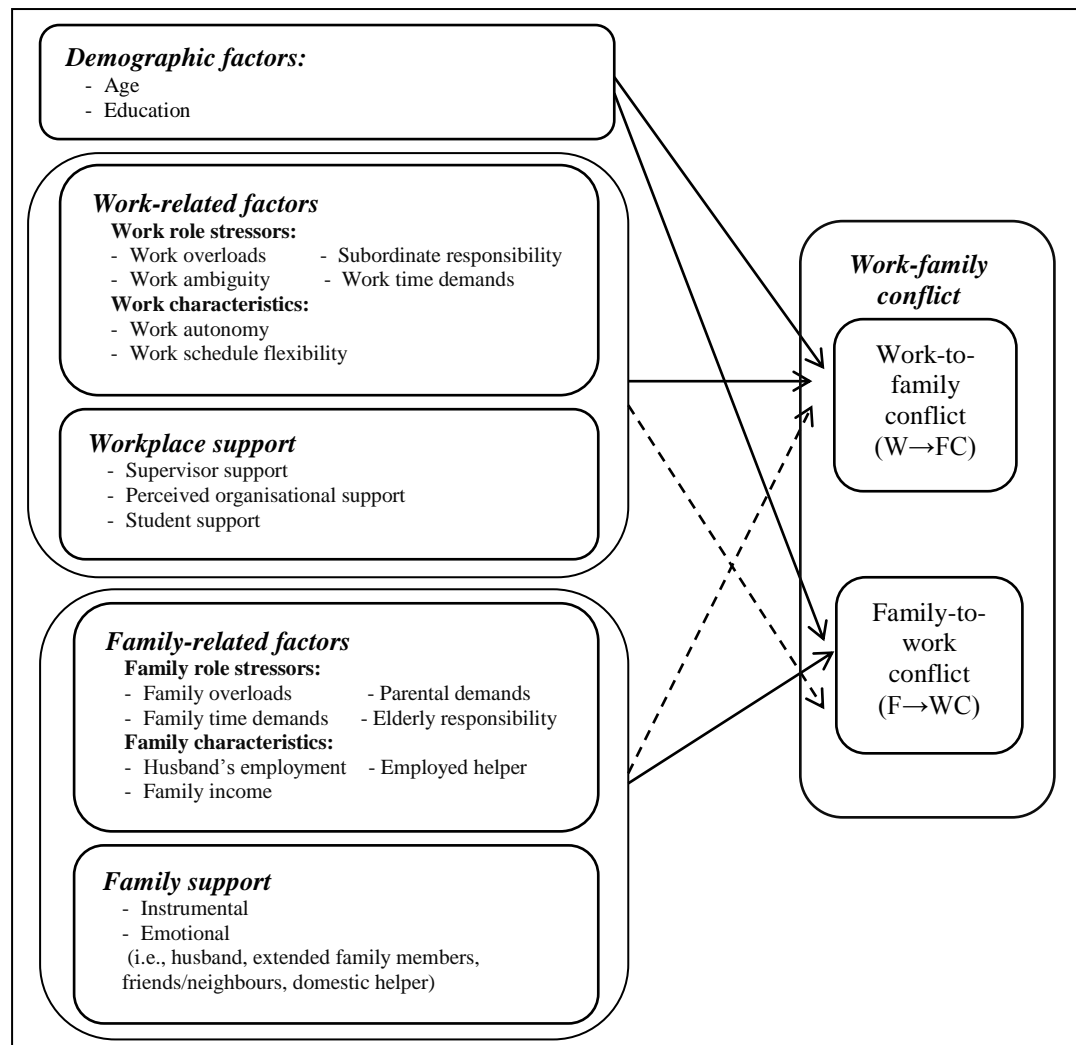 Demographic factors:
- Age
- Education
Work-related factors
Work role stressors:
- Work overloads - Subordinate responsibility
- Work ambiguity - Work time demands
Work characteristics:
- Work autonomy
- Work schedule flexibility
Workplace support
- Supervisor support
- Perceived organisational support
- Student support
Family-related factors
Family role stressors:
- Family overloads - Parental demands
- Family time demands - Elderly responsibility
Family characteristics:
- Husband's employment - Employed helper
- Family income
Family support
- Instrumental
- Emotional
(i.e., husband, extended family members,
friends/neighbours, domestic helper)
Work-family
conflict
Work-to-
family
conflict
(W→FC)
Family-to-
work
conflict
(F→WC)